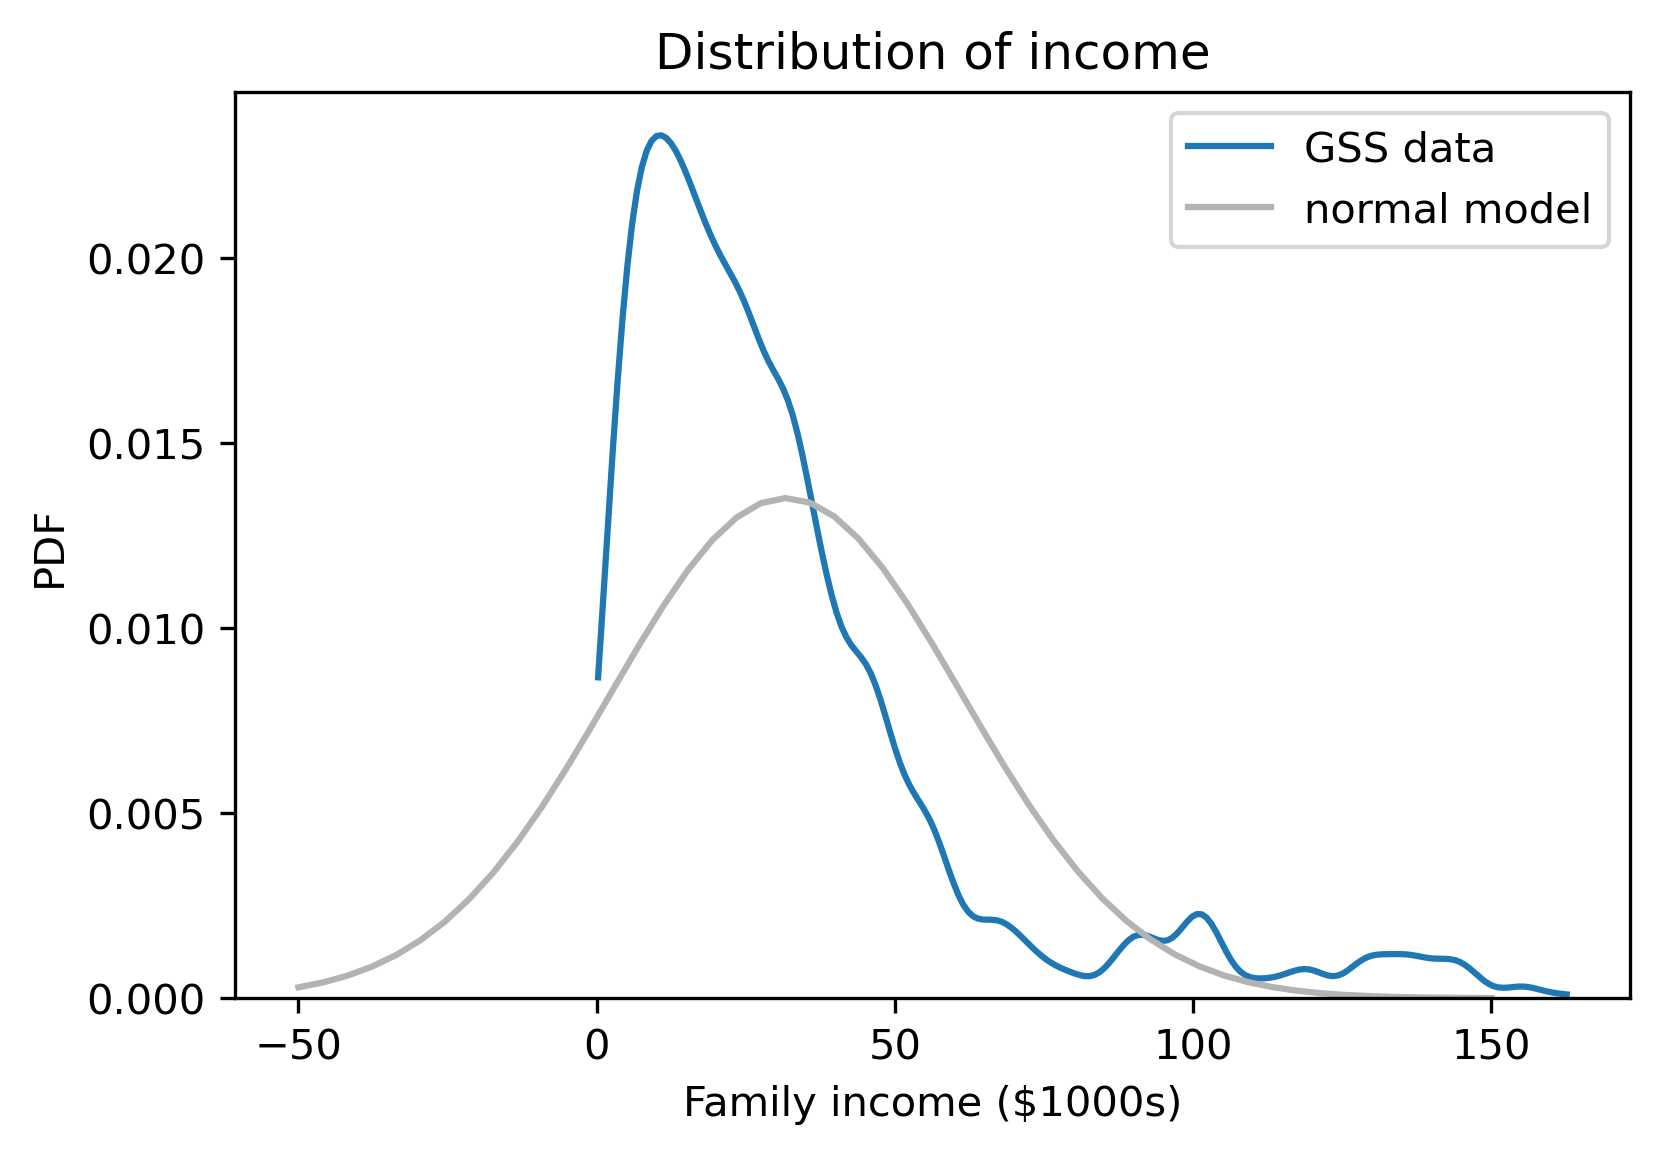 Distribution of income
GSS data
normal model
0.020
0.015
0.010
0.005
0.000
PDF
−50 0 50 100 150
Family income ($1000s)